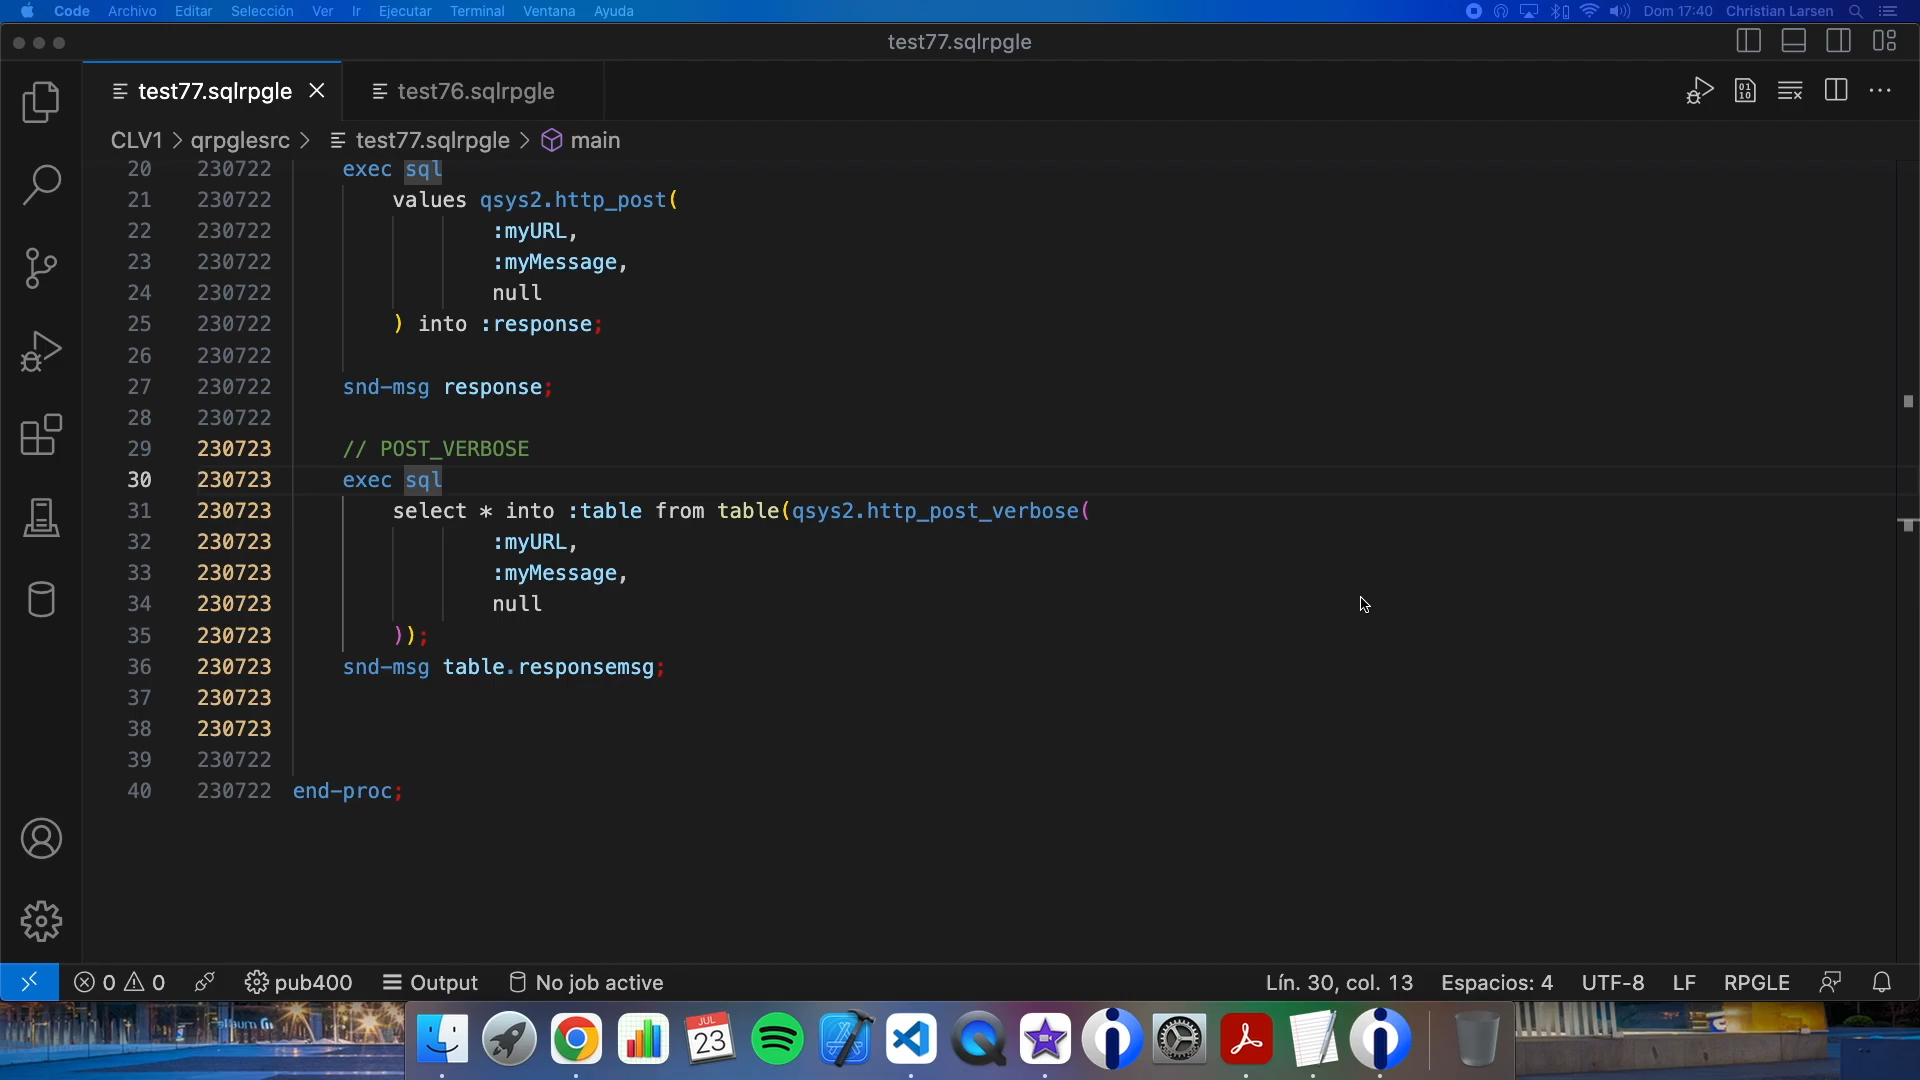 Code Archivo Editar Selección Ver Ir Ejecutar Terminal Ventana Ayuda Dom 17:40 Christian Larsen
test77.sqlrpgle
test77.sqlrpgle test76.sqlrpgle
CLV1 > qrpglesrc > test77.sqlrpgle > main
20 230722 exec sql
21 230722 values qsys2.http_post(
22 230722 :myURL,
23 230722 :myMessage,
24 230722 null
25 230722 ) into :response;
26 230722
27 230722 snd-msg response;
28 230722
29 230723 // POST_VERBOSE
30 230723 exec sql
31 230723 select * into :table from table(qsys2.http_post_verbose(
32 230723 :myURL,
33 230723 :myMessage,
34 230723 null
35 230723 ));
36 230723 snd-msg table.responsemsg;
37 230723
38 230723
39 230722
40 230722 end-proc;
0 0 pub400 Output No job active Lín. 30, col. 13 Espacios: 4 UTF-8 LF RPGLE
JUL
23